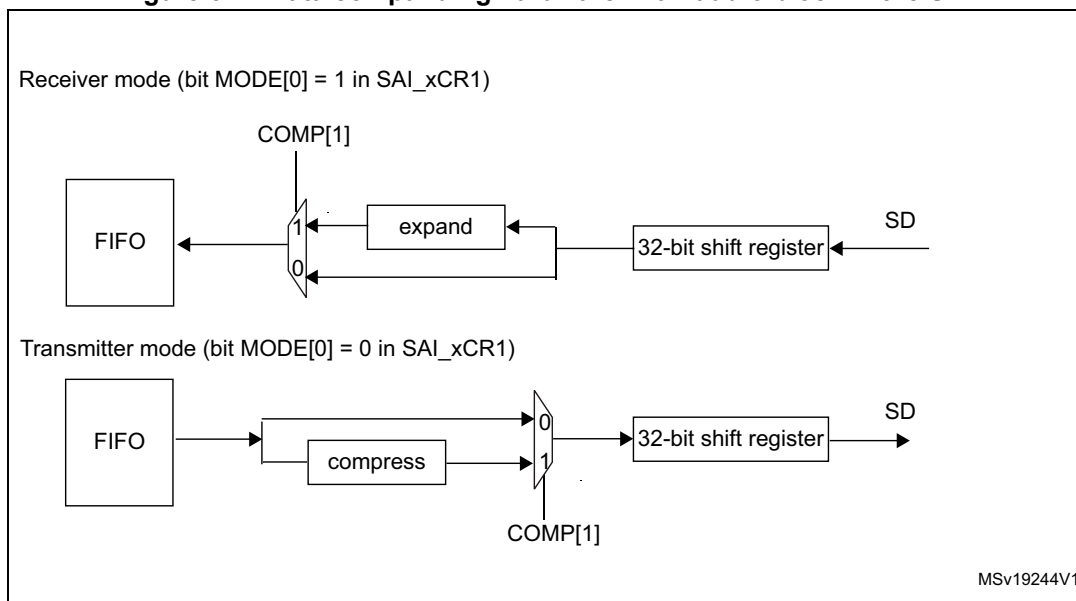 Receiver mode (bit MODE[0] = 1 in SAI_xCR1)
COMP[1]
FIFO
1
0
expand
32-bit shift register
SD
Transmitter mode (bit MODE[0] = 0 in SAI_xCR1)
FIFO
compress
0
1
COMP[1]
32-bit shift register
SD
MSv19244V1